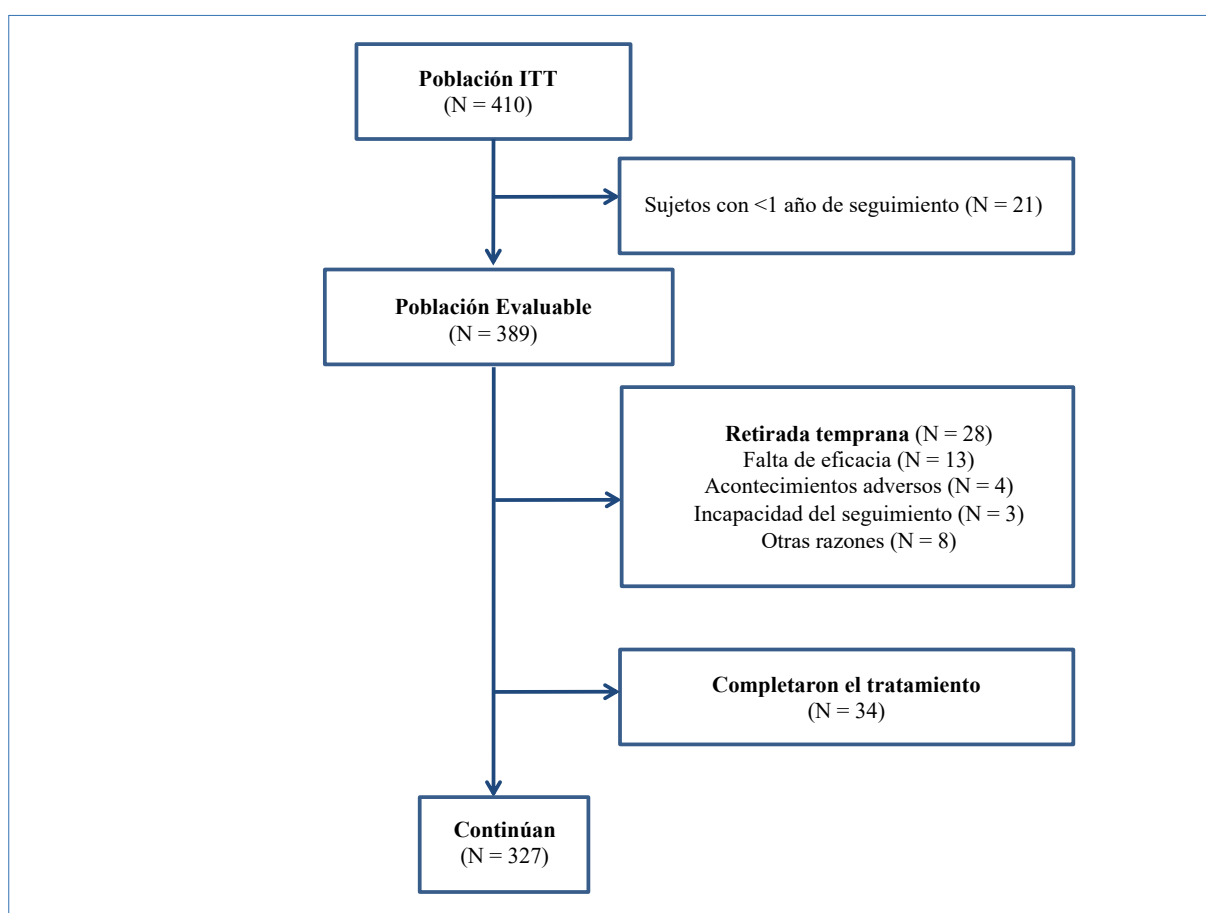 Población ITT
(N = 410)
Sujetos con <1 año de seguimiento (N = 21)
Población Evaluable
(N = 389)
Retirada temprana (N = 28)
Falta de eficacia (N = 13)
Acontecimientos adversos (N = 4)
Incapacidad del seguimiento (N = 3)
Otras razones (N = 8)
Completaron el tratamiento
(N = 34)
Continúan
(N = 327)